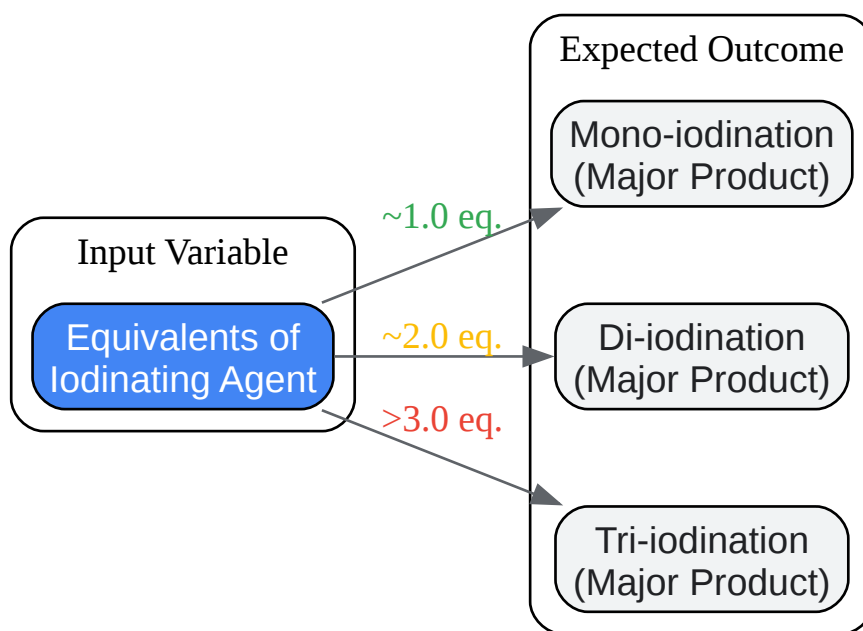 Expected Outcome
Mono-iodination
(Major Product)
~1.0 eq.
Input Variable
Equivalents of
Iodinating Agent
~2.0 eq.
Di-iodination
(Major Product)
>3.0 eq.
Tri-iodination
(Major Product)